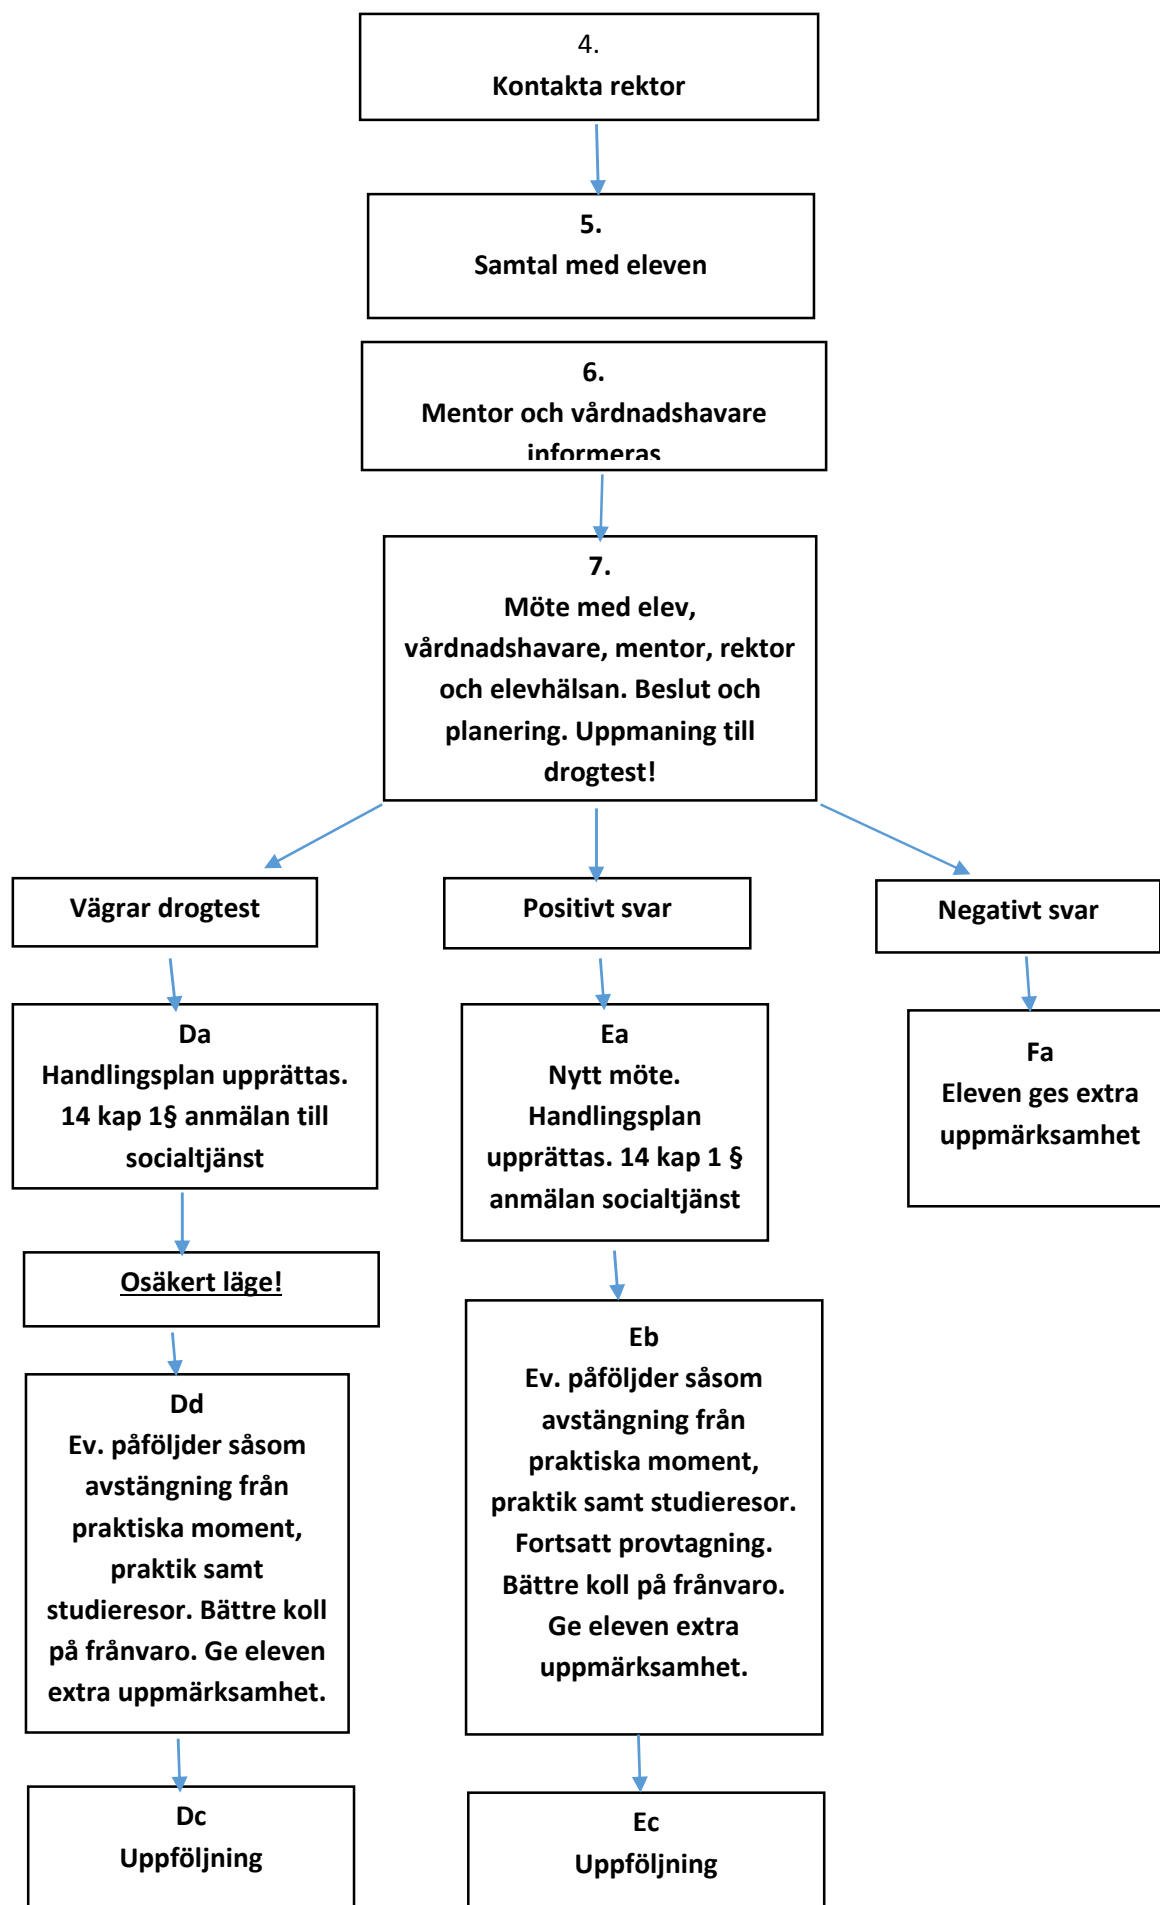 4.
Kontakta rektor
5.
Samtal med eleven
6.
Mentor och vårdnadshavare
informeras
7.
Möte med elev,
vårdnadshavare, mentor, rektor
och elevhälsan. Beslut och
planering. Uppmaning till
drogtest!
Vägrar drogtest
Positivt svar
Negativt svar
Da
Handlingsplan upprättas.
14 kap 1§ anmälan till
socialtjänst
Ea
Nytt möte.
Handlingsplan
upprättas. 14 kap 1 §
anmälan socialtjänst
Fa
Eleven ges extra
uppmärksamhet
Osäkert läge!
Dd
Ev. påföljder såsom
avstängning från
praktiska moment,
praktik samt
studieresor. Bättre koll
på frånvaro. Ge eleven
extra uppmärksamhet.
Eb
Ev. påföljder såsom
avstängning från
praktiska moment,
praktik samt studieresor.
Fortsatt provtagning.
Bättre koll på frånvaro.
Ge eleven extra
uppmärksamhet.
Dc
Uppföljning
Ec
Uppföljning